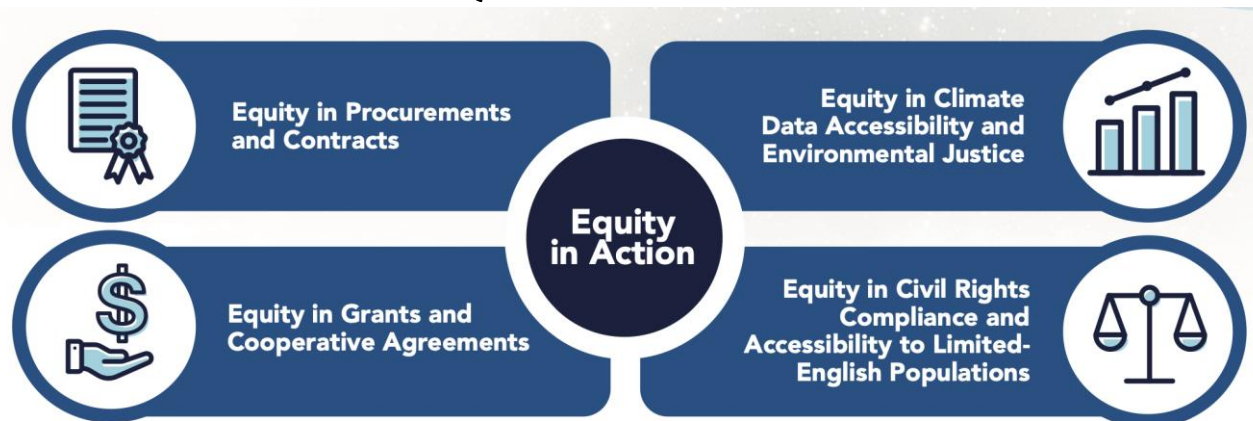 Equity in Procurements
and Contracts
Equity in Climate
Data Accessibility and
Environmental Justice
Equity
in Action
Equity in Grants and
Cooperative Agreements
Equity in Civil Rights
Compliance and
Accessibility to Limited-
English Populations